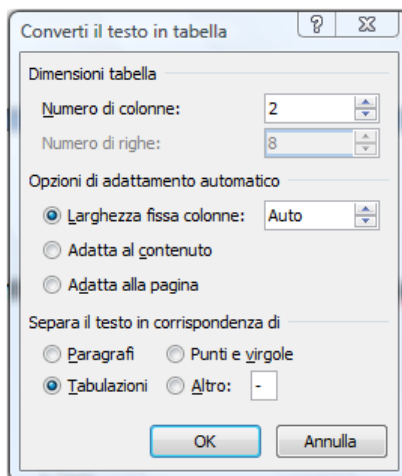 Converti il testo in tabella ?
Dimensioni tabella
Numero di colonne: 2
Numero di righe: 8
Opzioni di adattamento automatico
Larghezza fissa colonne: Auto
Adatta al contenuto
Adatta alla pagina
Separa il testo in corrispondenza di
Paragrafi Punti e virgole
Tabulazioni Altro: -
OK Annulla